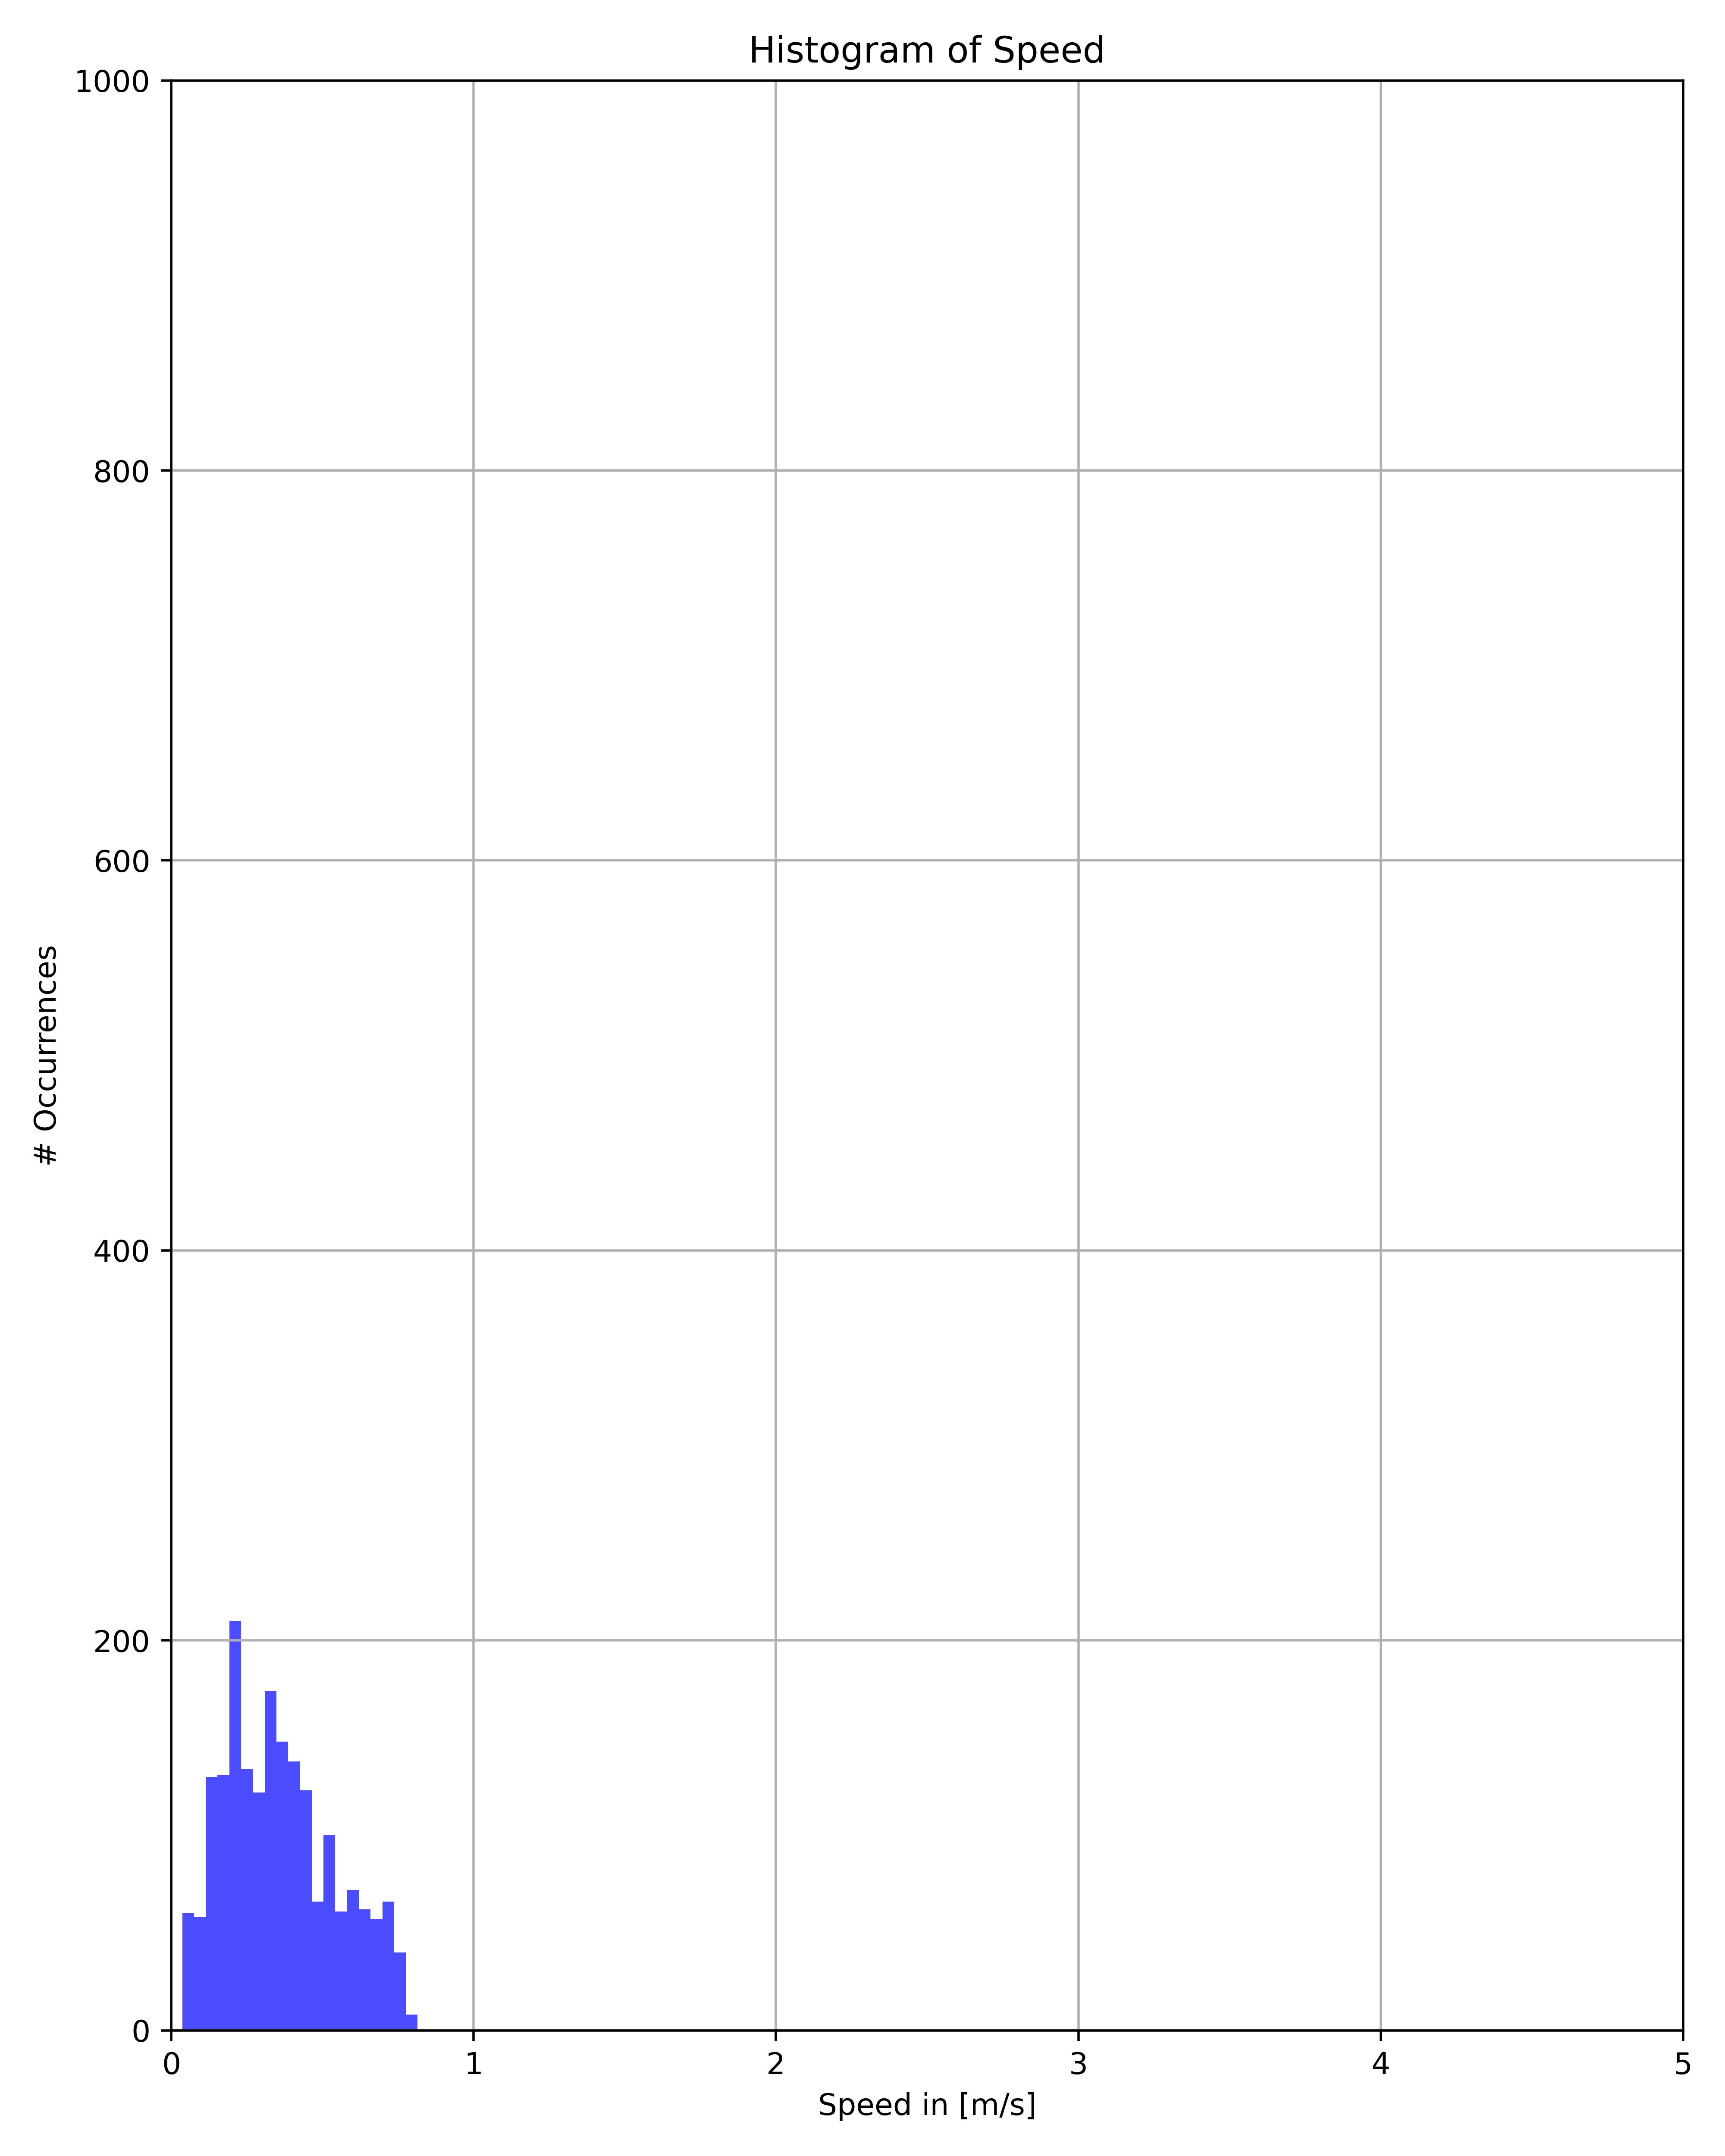 Histogram of Speed
1000
800
600
400
200
0
# Occurrences
0 1 2 3 4 5
Speed in [m/s]